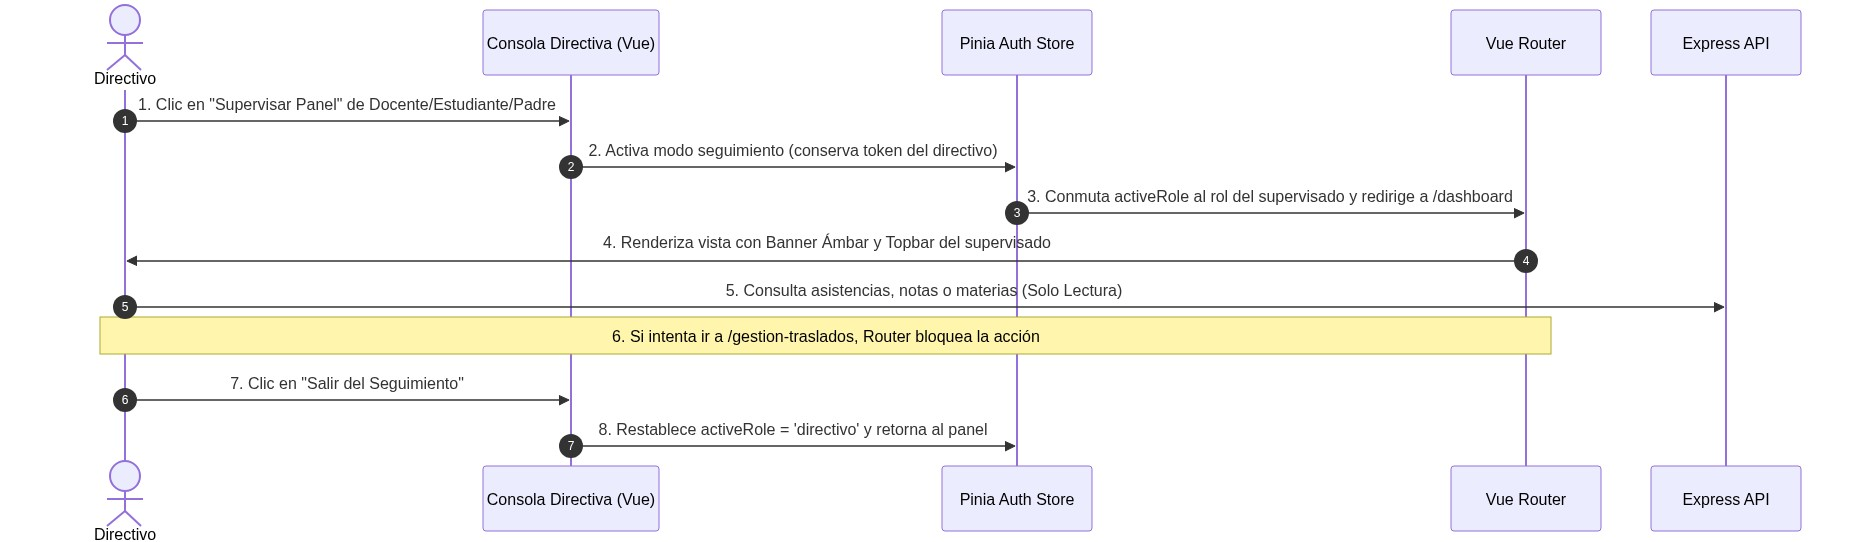 Directivo
Consola Directiva (Vue)
Pinia Auth Store
Vue Router
Express API
1. Clic en "Supervisar Panel" de Docente/Estudiante/Padre
1
2. Activa modo seguimiento (conserva token del directivo)
2
3. Conmuta activeRole al rol del supervisado y redirige a /dashboard
3
4. Renderiza vista con Banner Ámbar y Topbar del supervisado
4
5. Consulta asistencias, notas o materias (Solo Lectura)
5
6. Si intenta ir a /gestion-traslados, Router bloquea la acción
7. Clic en "Salir del Seguimiento"
6
8. Restablece activeRole = 'directivo' y retorna al panel
7
Directivo
Consola Directiva (Vue)
Pinia Auth Store
Vue Router
Express API